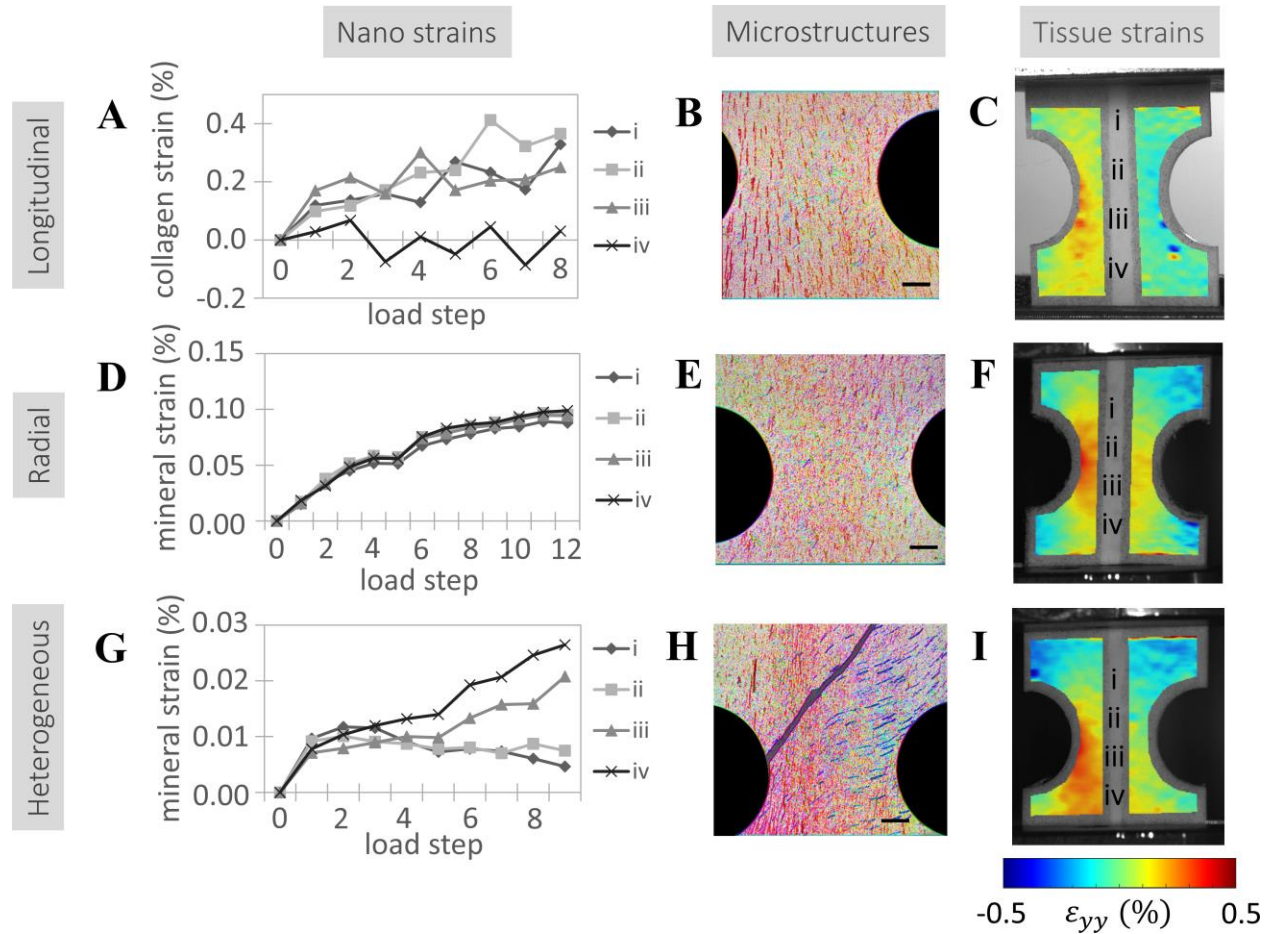 Nano strains
Microstructures
Tissue strains
Longitudinal
A
collagen strain (%)
0.4
0.2
0.0
-0.2
0 2 4 6 8
load step
i
ii
iii
iv
B
C
i
ii
Iii
iv
Radial
D
mineral strain (%)
0.15
0.10
0.05
0.00
0 2 4 6 8 10 12
load step
i
ii
iii
iv
E
F
i
ii
iii
iv
Heterogeneous
G
mineral strain (%)
0.03
0.02
0.01
0.00
0 2 4 6 8
load step
i
ii
iii
iv
H
I
i
ii
iii
iv
-0.5 εyy (%) 0.5